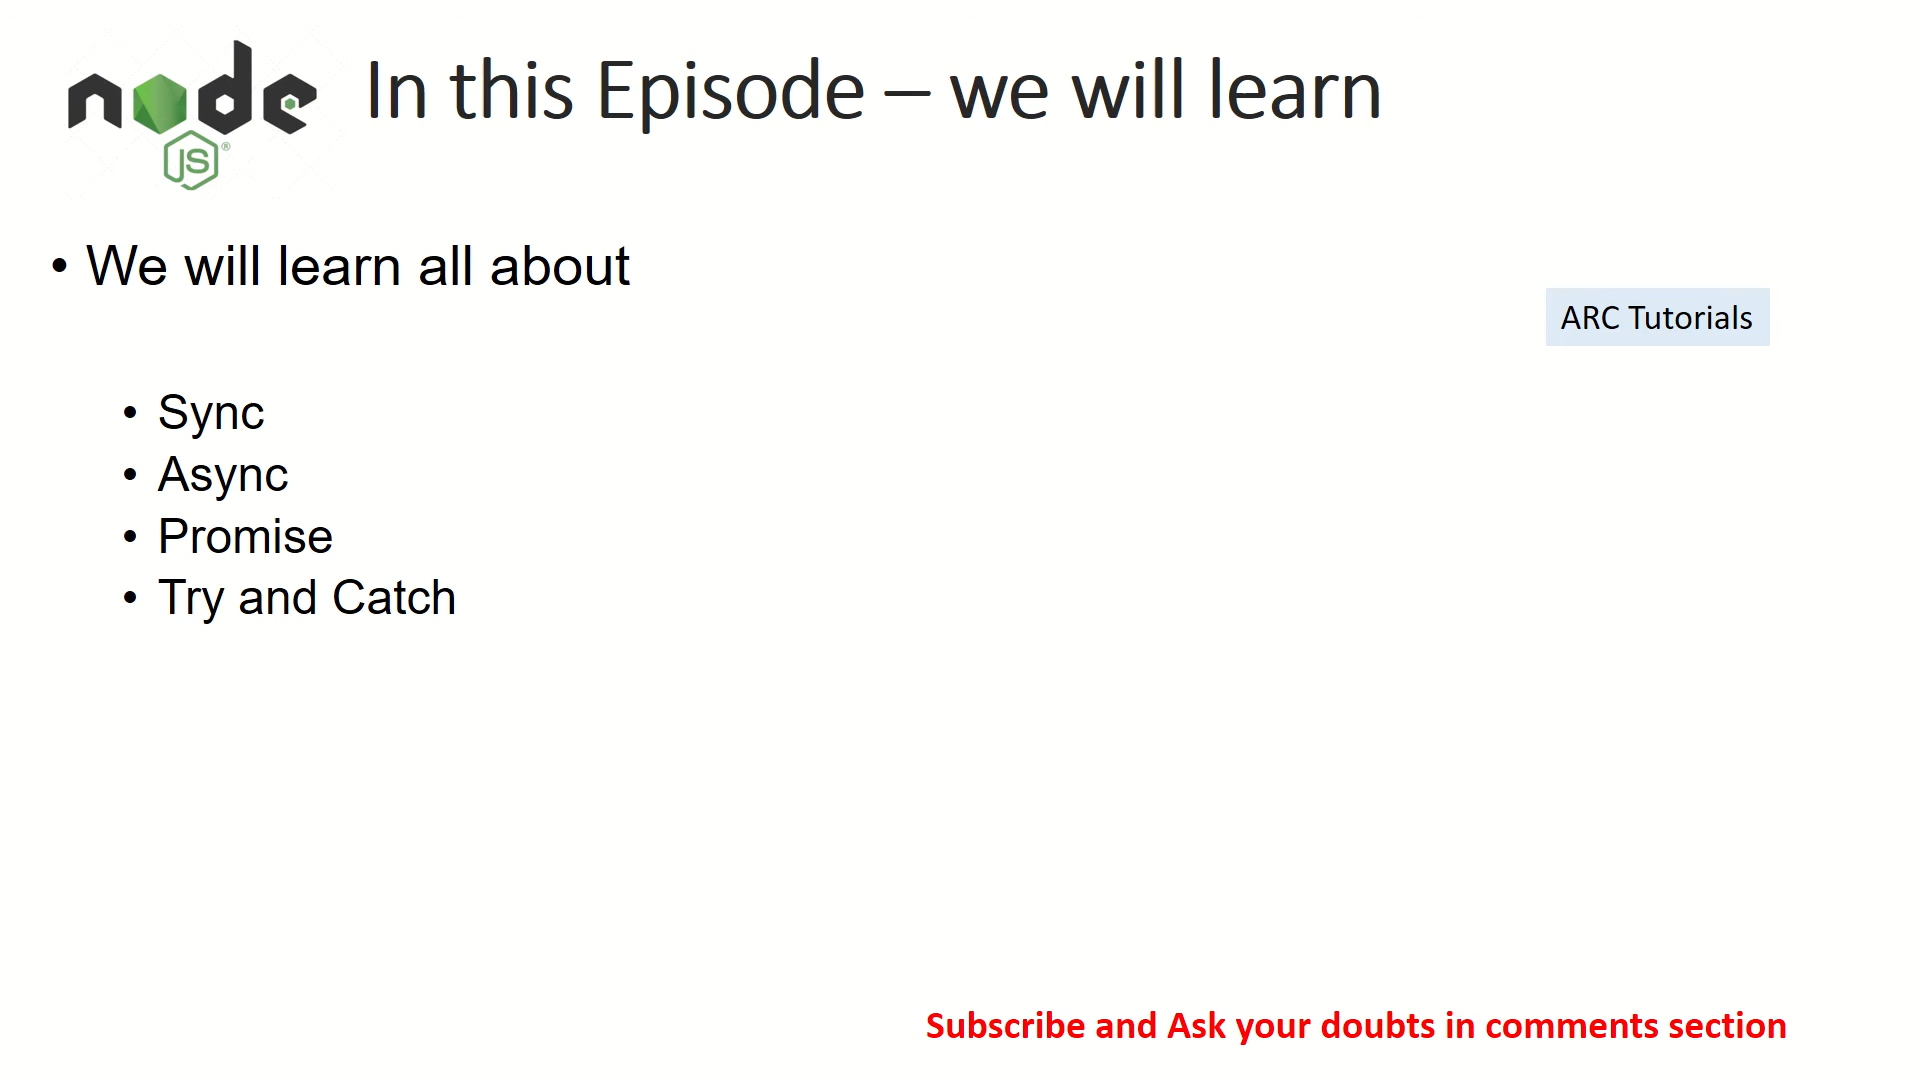 node
JS®
In this Episode – we will learn
• We will learn all about
ARC Tutorials
• Sync
• Async
• Promise
• Try and Catch
Subscribe and Ask your doubts in comments section